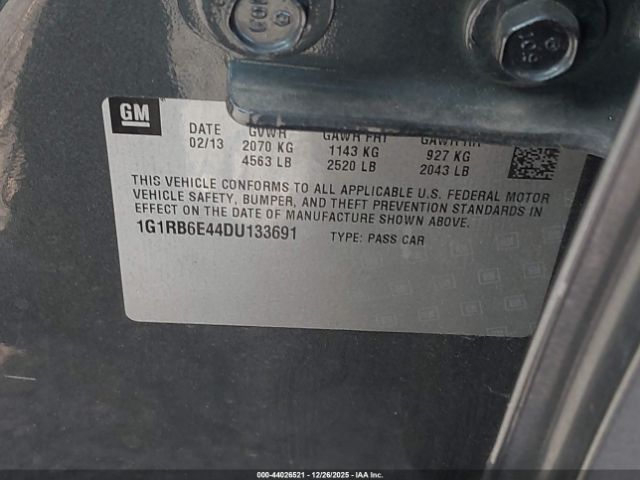 GM
DATE GVWR GAWR FRT GAWR RR
02/13 2070 KG 1143 KG 927 KG
4563 LB 2520 LB 2043 LB
THIS VEHICLE CONFORMS TO ALL APPLICABLE U.S. FEDERAL MOTOR
VEHICLE SAFETY, BUMPER, AND THEFT PREVENTION STANDARDS IN
EFFECT ON THE DATE OF MANUFACTURE SHOWN ABOVE.
1G1RB6E44DU133691 TYPE: PASS CAR
000-44026521 - 12/26/2025 - IAAI.COM